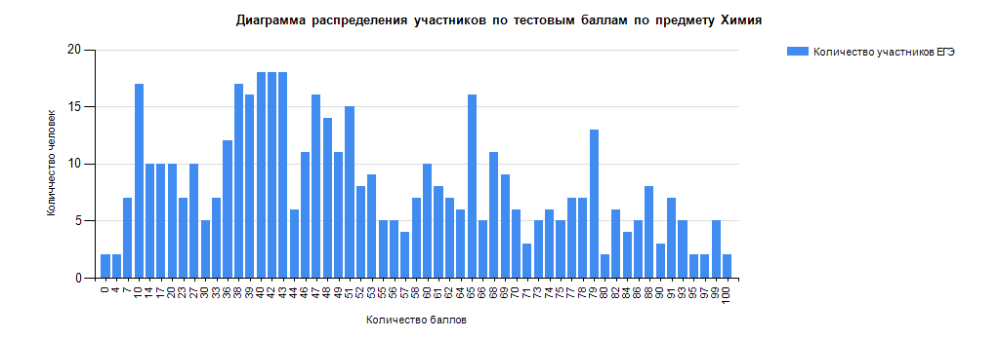 Диаграмма распределения участников по тестовым баллам по предмету Химия
Количество участников ЕГЭ
Количчество человек
20
15
10
5
0
0 4 7 10 14 17 20 23 27 30 33 36 38 39 40 42 43 44 46 47 48 49 51 52 53 55 56 57 58 60 61 62 64 65 66 68 69 70 71 73 74 75 77 78 79 80 82 84 86 88 90 91 93 95 97 99 100
Количество баллов